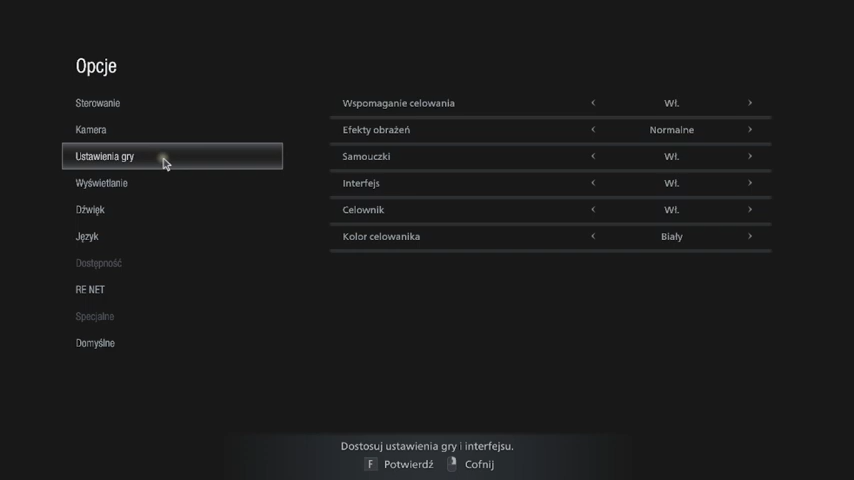 Opcje
Sterowanie
Kamera
Ustawienia gry
Wyświetlanie
Dźwięk
Język
Dostępność
RE NET
Specjalne
Domyślne
Wspomaganie celowania < Wł. >
Efekty obrażeń < Normalne >
Samouczki < Wł. >
Interfejs < Wł. >
Celownik < Wł. >
Kolor celowanika < Biały >
Dostosuj ustawienia gry i interfejsu.
F Potwierdź Cofnij